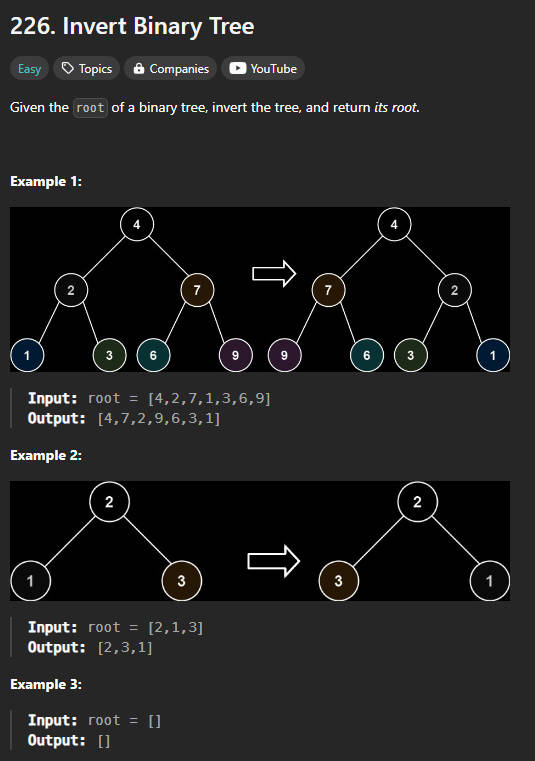 226. Invert Binary Tree
Easy Topics Companies YouTube
Given the root of a binary tree, invert the tree, and return its root.
Example 1:
4 4
2 7 7 2
1 3 6 9 9 6 3 1
Input: root = [4,2,7,1,3,6,9]
Output: [4,7,2,9,6,3,1]
Example 2:
2 2
1 3 3 1
Input: root = [2,1,3]
Output: [2,3,1]
Example 3:
Input: root = []
Output: []